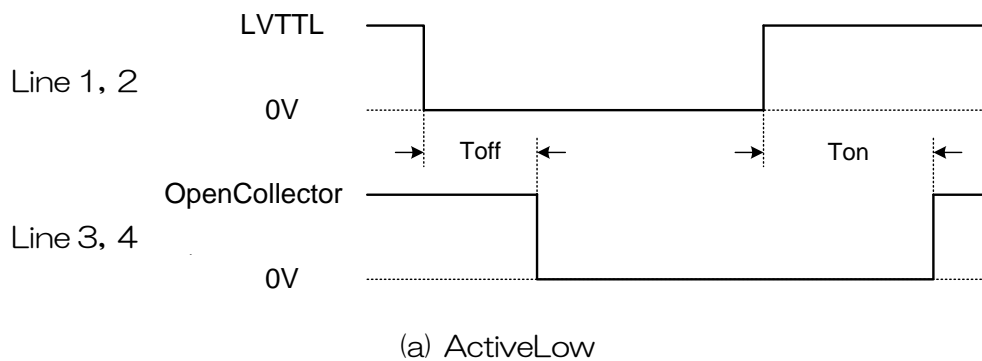 LVTTL
Line 1, 2
0V
Toff
Ton
OpenCollector
Line 3, 4
0V
(a) ActiveLow